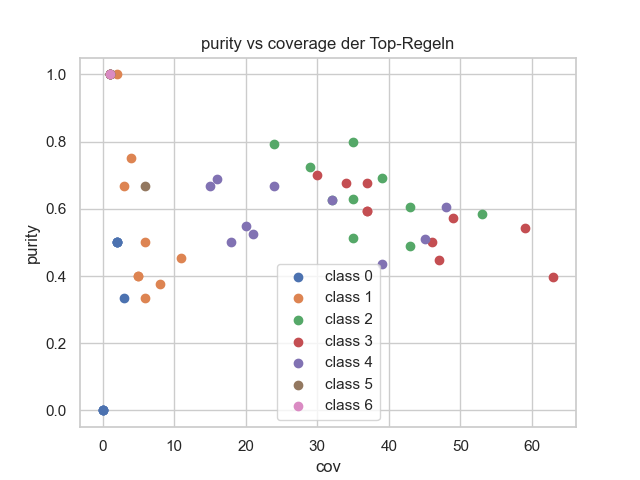 purity vs coverage der Top-Regeln
1.0
0.8
0.6
0.4
0.2
0.0
purity
class 0
class 1
class 2
class 3
class 4
class 5
class 6
0 10 20 30 40 50 60
cov